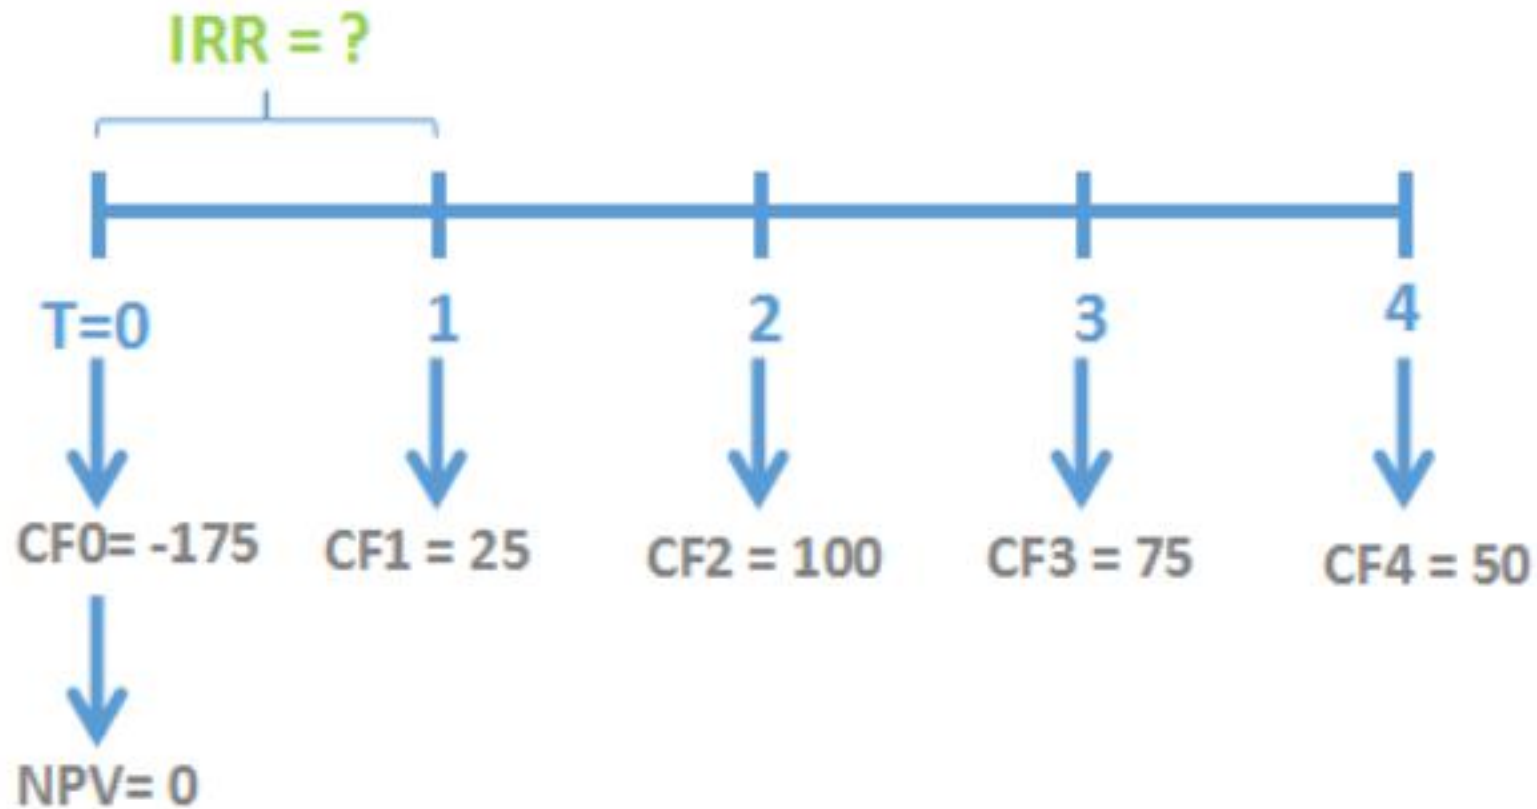 IRR = ?
T=0 1 2 3 4
CF0= -175 CF1 = 25 CF2 = 100 CF3 = 75 CF4 = 50
NPV= 0